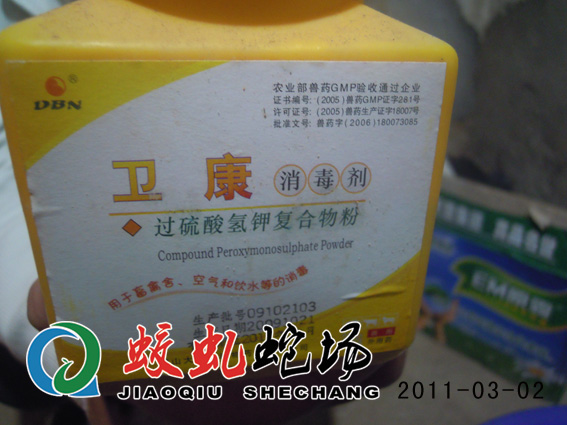 DBN
农业部兽药GMP验收通过企业
证书编号:(2005)兽药GMP证字281号
许可证号:(2005)兽药生产证字18007号
批准文号:兽药字(2006)180073085
卫康 消毒剂
过硫酸氢钾复合物粉
Compound Peroxymonosulphate Powder
用于畜禽舍、空气和饮水等的消毒
生产批号09102103
20091021
蛟虬蛇场
JIAOQIU SHECHANG
2011-03-02